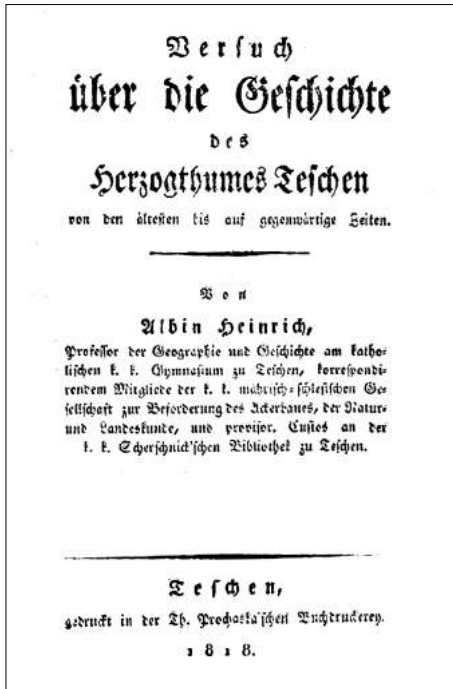 Versuch
über die Geschichte
des
Herzogthumes Teschen
von den ältesten bis auf gegenwärtige Zeiten.
Von
Albin Heinrich,
Professor der Geographie und Geschichte am katho-
lischen k. k. Gymnasium zu Teschen, korrespondi-
rendem Mitgliede der k. k. mährisch-schlesischen Ge-
sellschaft zur Beförderung des Ackerbaues, der Natur-
und Landeskunde, und provisor. Custos an der
k. k. Scherschnick'schen Bibliothek zu Teschen.
Teschen,
gedruckt in der Th. Prochaska'schen Buchdruckerey.
1818.